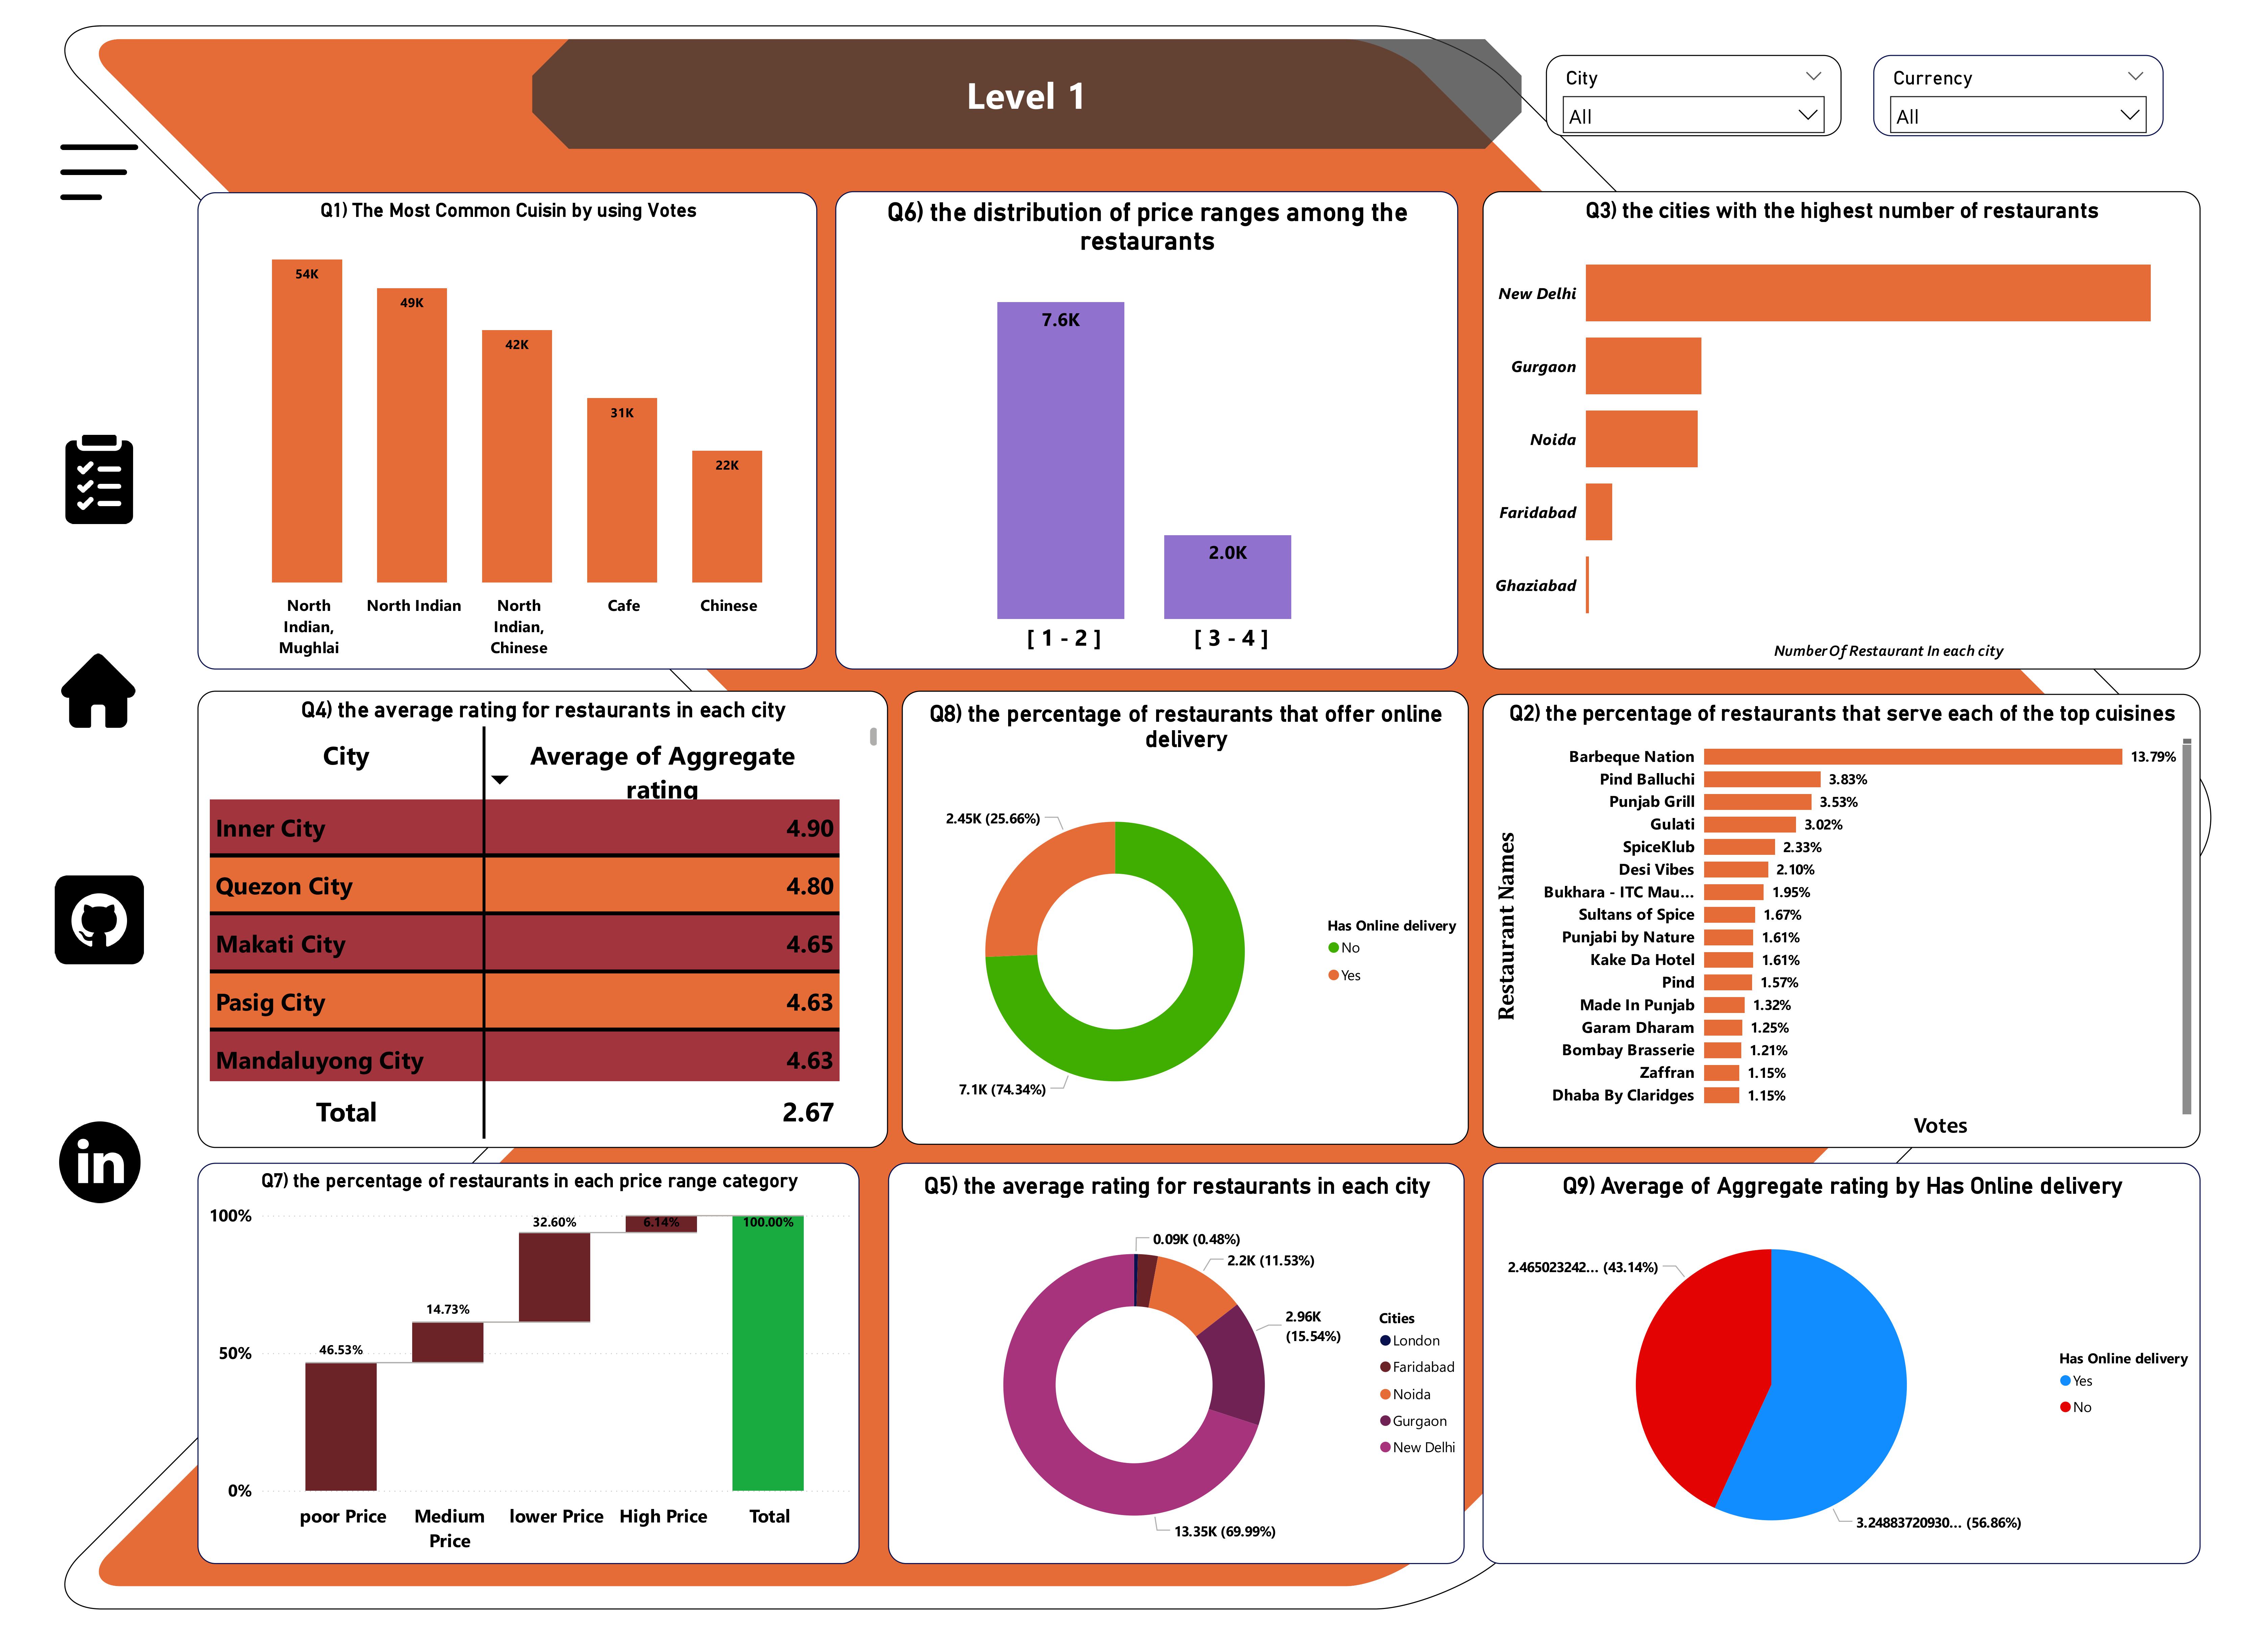 Level 1
City
All
Currency
All
Q1) The Most Common Cuisin by using Votes
54K
49K
42K
31K
22K
North
Indian,
Mughlai
North Indian
North
Indian,
Chinese
Cafe
Chinese
Q6) the distribution of price ranges among the
restaurants
7.6K
2.0K
[ 1 - 2 ]
[ 3 - 4 ]
Q3) the cities with the highest number of restaurants
New Delhi
Gurgaon
Noida
Faridabad
Ghaziabad
Number Of Restaurant In each city
Q4) the average rating for restaurants in each city
City
Average of Aggregate
rating
Inner City 4.90
Quezon City 4.80
Makati City 4.65
Pasig City 4.63
Mandaluyong City 4.63
Total 2.67
Q8) the percentage of restaurants that offer online
delivery
2.45K (25.66%)
7.1K (74.34%)
Has Online delivery
No
Yes
Q2) the percentage of restaurants that serve each of the top cuisines
Restaurant Names
Barbeque Nation 13.79%
Pind Balluchi 3.83%
Punjab Grill 3.53%
Gulati 3.02%
SpiceKlub 2.33%
Desi Vibes 2.10%
Bukhara - ITC Mau... 1.95%
Sultans of Spice 1.67%
Punjabi by Nature 1.61%
Kake Da Hotel 1.61%
Pind 1.57%
Made In Punjab 1.32%
Garam Dharam 1.25%
Bombay Brasserie 1.21%
Zaffran 1.15%
Dhaba By Claridges 1.15%
Votes
Q7) the percentage of restaurants in each price range category
100%
50%
0%
46.53%
14.73%
32.60%
6.14%
100.00%
poor Price
Medium
Price
lower Price
High Price
Total
Q5) the average rating for restaurants in each city
0.09K (0.48%)
2.2K (11.53%)
2.96K
(15.54%)
13.35K (69.99%)
Cities
London
Faridabad
Noida
Gurgaon
New Delhi
Q9) Average of Aggregate rating by Has Online delivery
2.465023242... (43.14%)
3.24883720930... (56.86%)
Has Online delivery
Yes
No
in